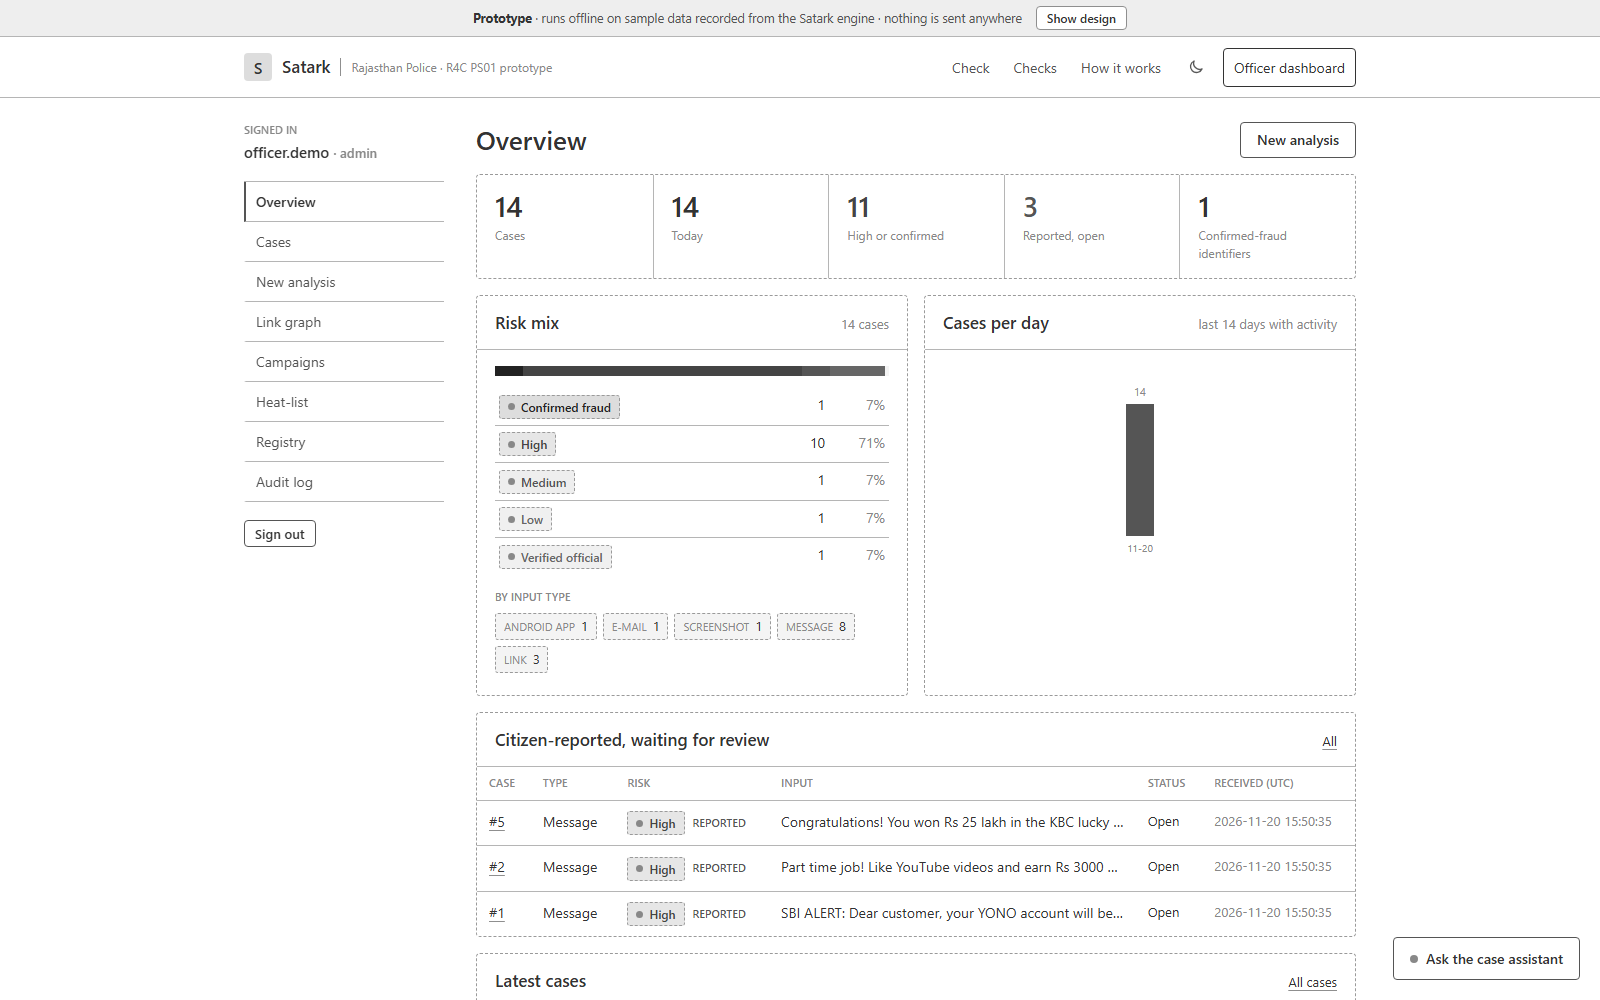 Prototype · runs offline on sample data recorded from the Satark engine · nothing is sent anywhere
Show design
S
Satark
Rajasthan Police · R4C PS01 prototype
Check
Checks
How it works
Officer dashboard
SIGNED IN
officer.demo · admin
Overview
Cases
New analysis
Link graph
Campaigns
Heat-list
Registry
Audit log
Sign out
Overview
New analysis
14
Cases
14
Today
11
High or confirmed
3
Reported, open
1
Confirmed-fraud
identifiers
Risk mix
14 cases
Confirmed fraud 1 7%
High 10 71%
Medium 1 7%
Low 1 7%
Verified official 1 7%
BY INPUT TYPE
ANDROID APP 1
E-MAIL 1
SCREENSHOT 1
MESSAGE 8
LINK 3
Cases per day
last 14 days with activity
14
11-20
Citizen-reported, waiting for review
All
CASE TYPE RISK INPUT STATUS RECEIVED (UTC)
#5 Message High REPORTED Congratulations! You won Rs 25 lakh in the KBC lucky ... Open 2026-11-20 15:50:35
#2 Message High REPORTED Part time job! Like YouTube videos and earn Rs 3000 ... Open 2026-11-20 15:50:35
#1 Message High REPORTED SBI ALERT: Dear customer, your YONO account will be... Open 2026-11-20 15:50:35
Latest cases
All cases
Ask the case assistant